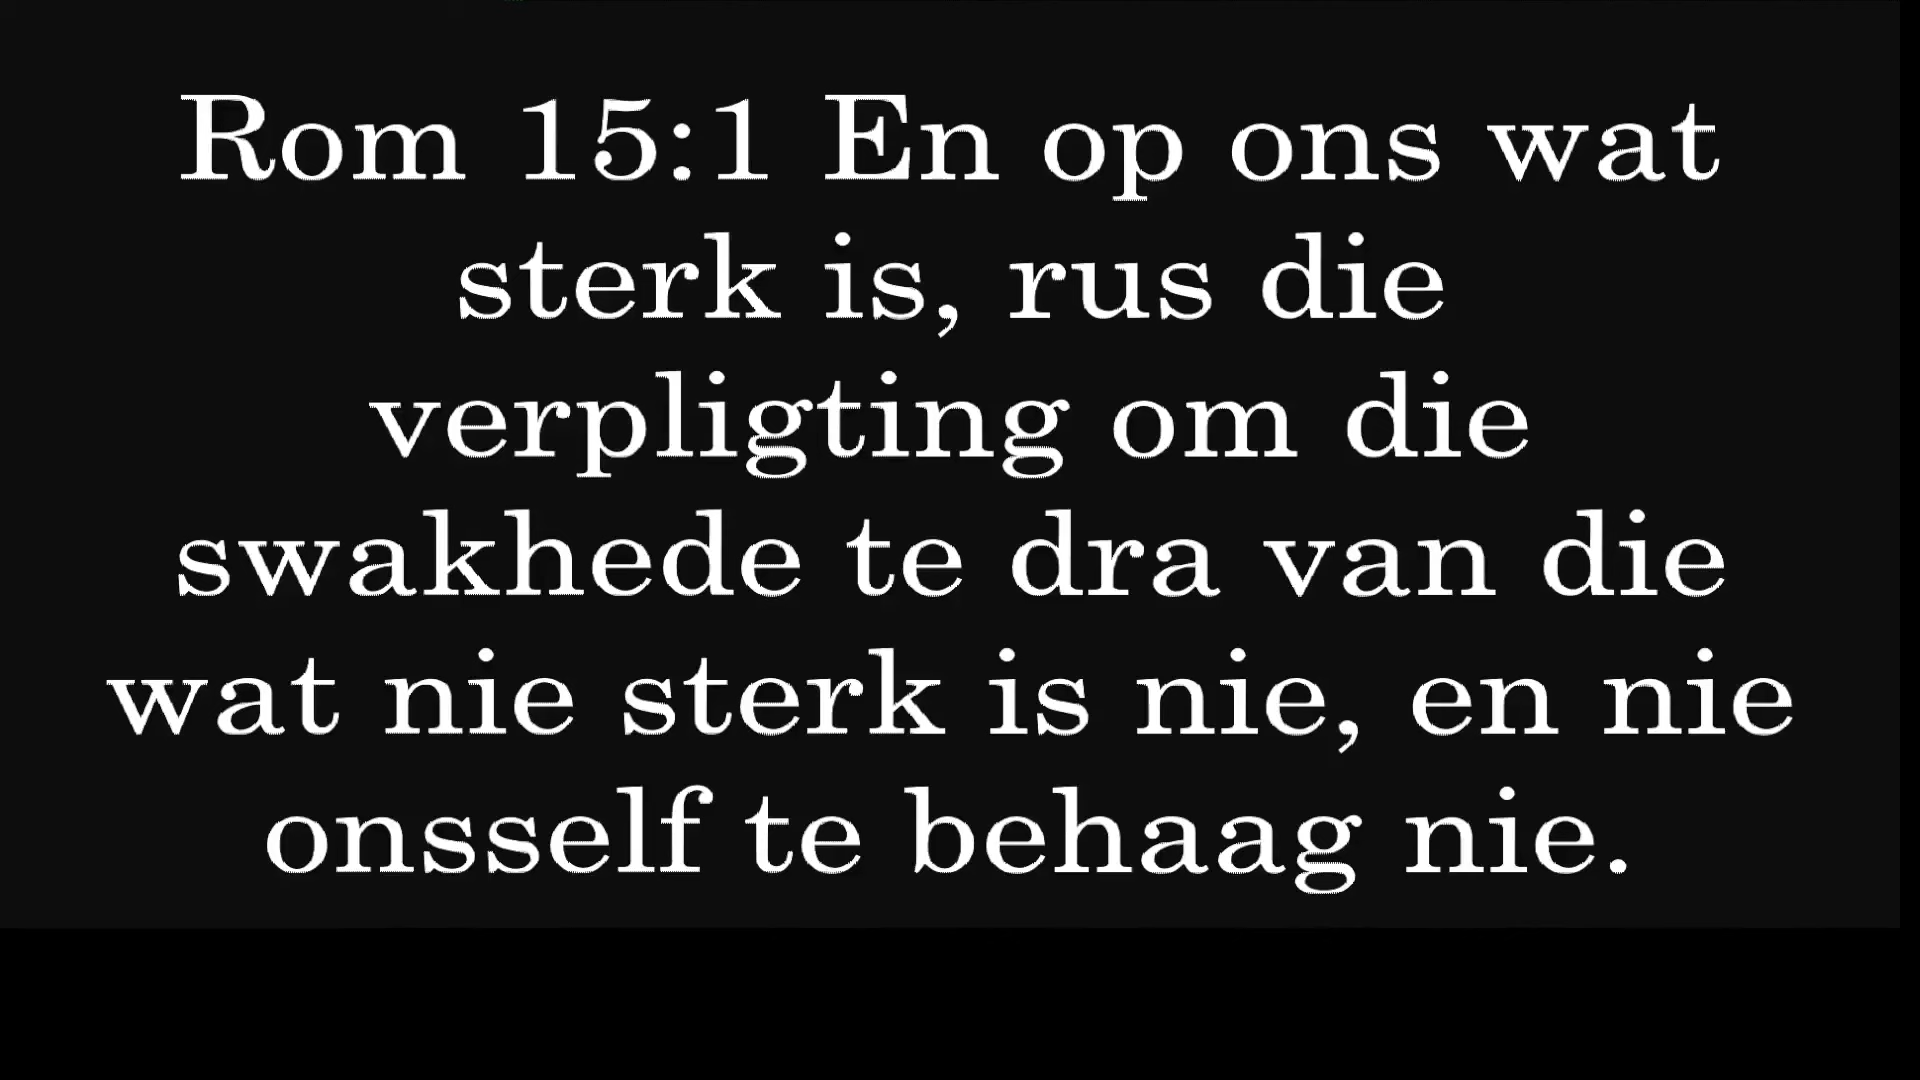 Rom 15:1 En op ons wat
sterk is, rus die
verpligting om die
swakhede te dra van die
wat nie sterk is nie, en nie
onsself te behaag nie.